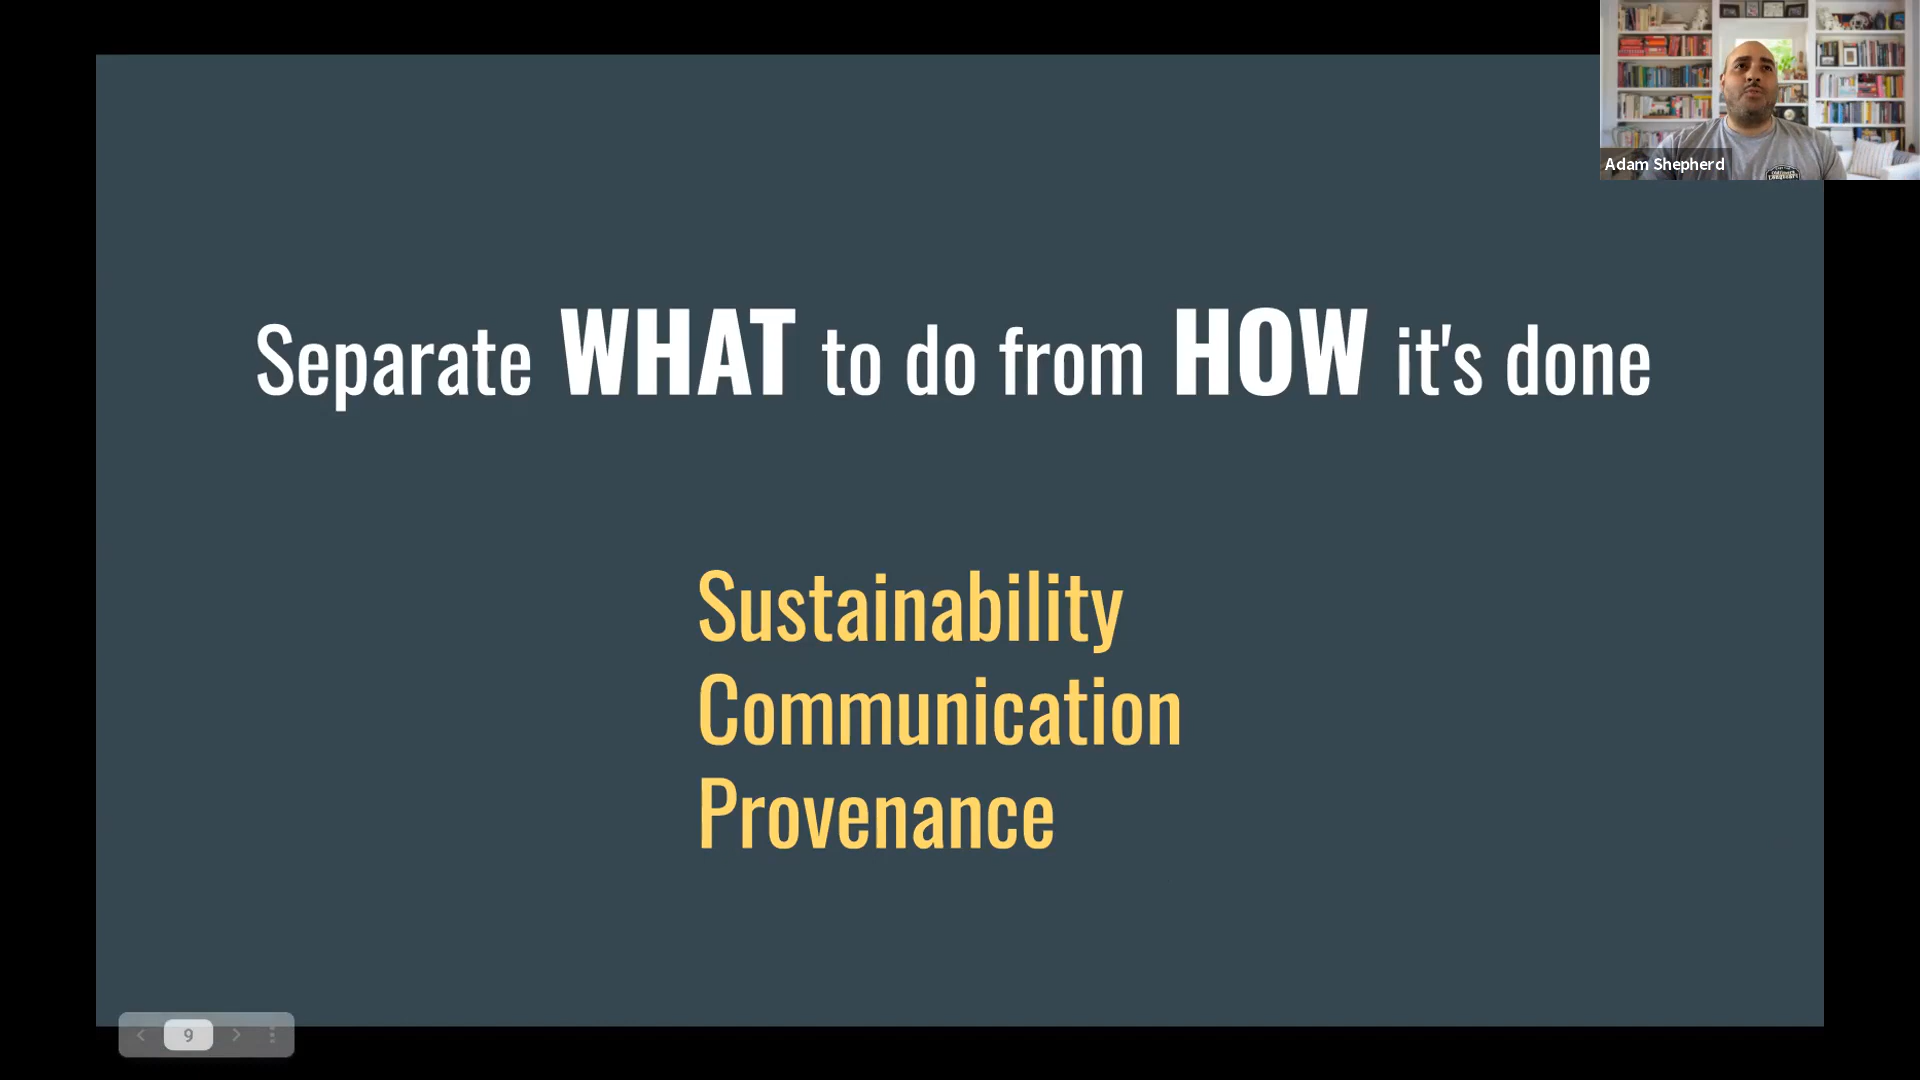 Adam Shepherd
Separate WHAT to do from HOW it's done
Sustainability
Communication
Provenance
9